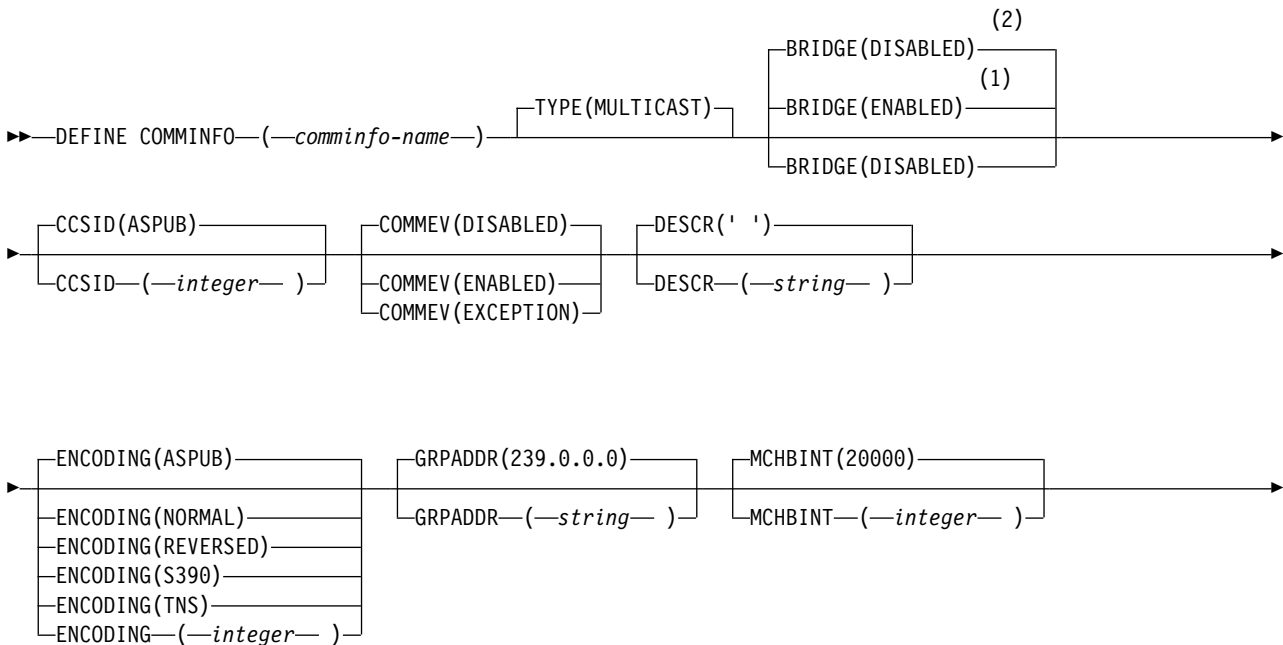 (2)
BRIDGE(DISABLED)
(1)
TYPE(MULTICAST) BRIDGE(ENABLED)
DEFINE COMMINFO ( comminfo-name )
BRIDGE(DISABLED)
CCSID(ASPUB) COMMEV(DISABLED) DESCR(' ')
CCSID ( integer ) COMMEV(ENABLED) DESCR ( string )
COMMEV(EXCEPTION)
ENCODING(ASPUB) GRPADDR(239.0.0.0) MCHBINT(20000)
ENCODING(NORMAL) GRPADDR ( string ) MCHBINT ( integer )
ENCODING(REVERSED)
ENCODING(S390)
ENCODING(TNS)
ENCODING ( integer )